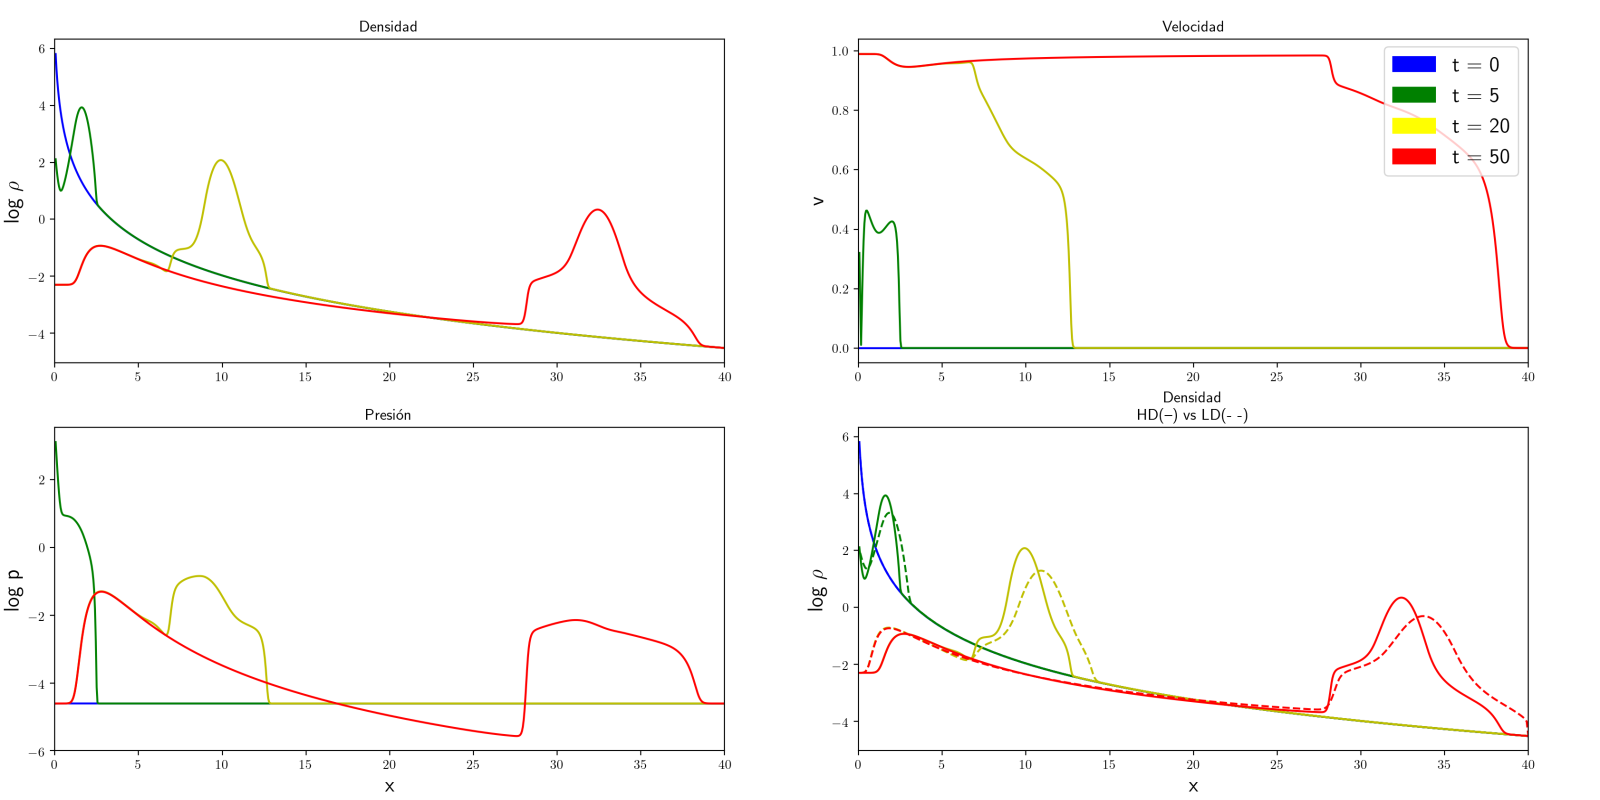 Densidad
6
4
2
0
−2
−4
log ρ
0 5 10 15 20 25 30 35 40
Velocidad
1.0
0.8
0.6
0.4
0.2
0.0
v
t = 0
t = 5
t = 20
t = 50
0 5 10 15 20 25 30 35 40
Presión
2
0
−2
−4
−6
log p
0 5 10 15 20 25 30 35 40
x
Densidad
HD(–) vs LD(- -)
6
4
2
0
−2
−4
log ρ
0 5 10 15 20 25 30 35 40
x